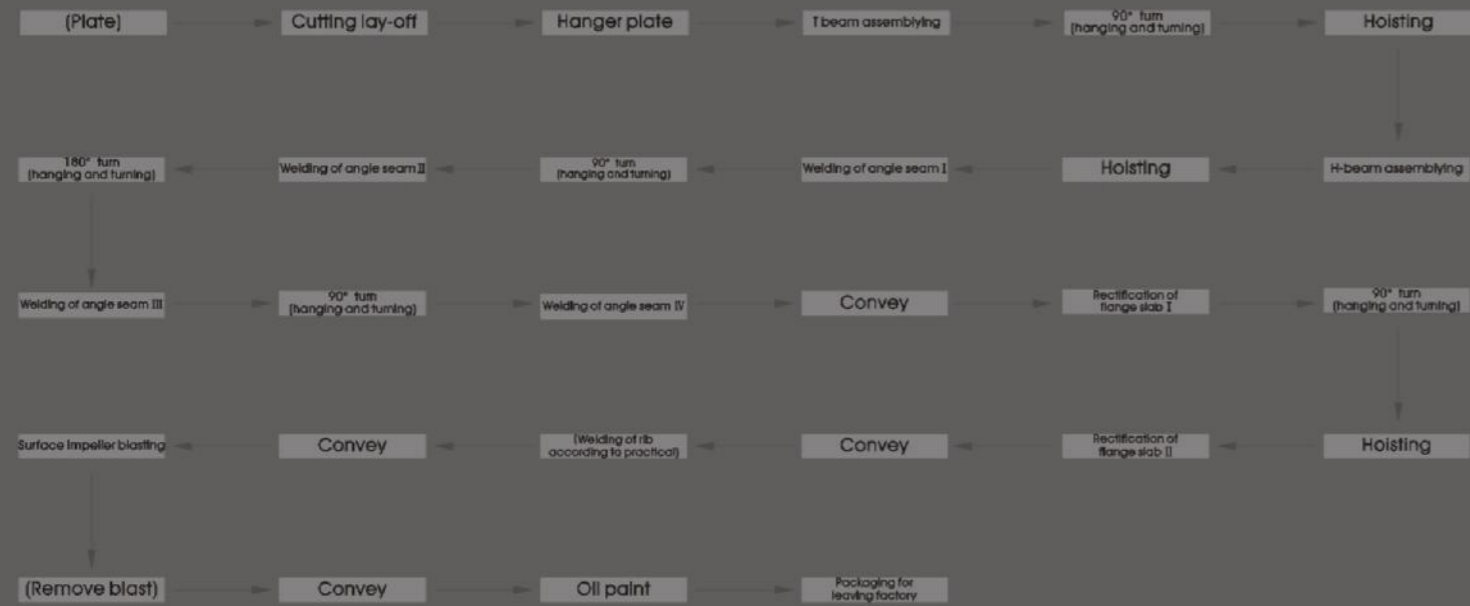 (Plate)
Cutting lay-off
Hanger plate
T beam assemblying
90° turn
(hanging and turning)
Hoisting
180° turn
(hanging and turning)
Welding of angle seam II
90° turn
(hanging and turning)
Welding of angle seam I
Hoisting
H-beam assemblying
Welding of angle seam III
90° turn
(hanging and turning)
Welding of angle seam IV
Convey
Rectification of
flange slab I
90° turn
(hanging and turning)
Surface impeller blasting
Convey
(Welding of rib
according to practical)
Convey
Rectification of
flange slab II
Hoisting
(Remove blast)
Convey
Oil paint
Packaging for
leaving factory